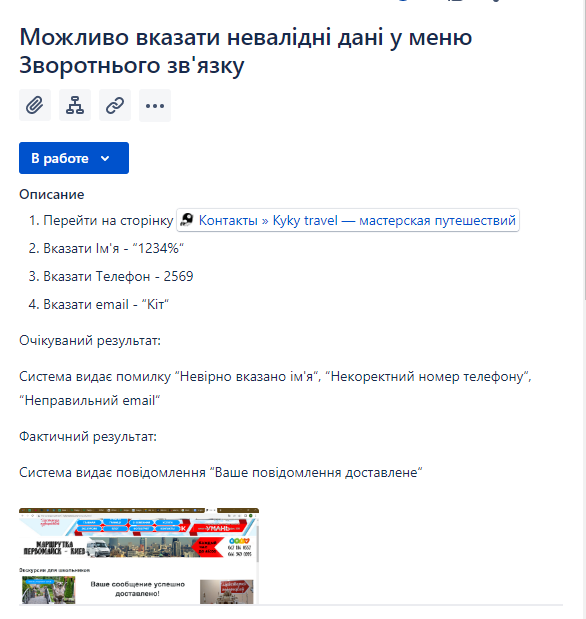 Можливо вказати невалідні дані у меню
Зворотнього зв'язку
В работе
Описание
1. Перейти на сторінку Контакты » Kyky travel — мастерская путешествий
2. Вказати Ім'я - “1234%“
3. Вказати Телефон - 2569
4. Вказати email - “Кіт“
Очікуваний результат:
Система видає помилку “Невірно вказано ім'я“, “Некоректний номер телефону“,
“Неправильний email“
Фактичний результат:
Система видає повідомлення “Ваше повідомлення доставлене“
УМАНЬ
МАРШРУТКА
ПЕРВОМАЙСК - КИЕВ
Экскурсии для школьников
Ваше сообщение успешно
доставлено!